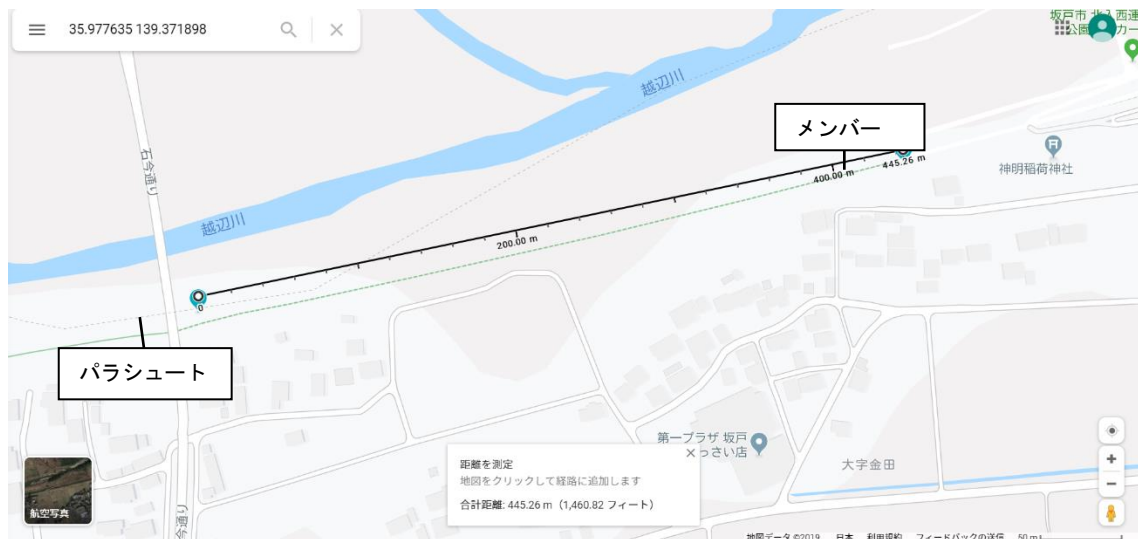 35.977635 139.371898
坂戸市 北入西運
公園 カー
越辺川
メンバー
石今通り
445.26 m
400.00 m
神明稲荷神社
越辺川
200.00 m
0
パラシュート
第一プラザ 坂戸
っさい店
距離を測定
地図をクリックして経路に追加します
合計距離: 445.26 m（1,460.82 フィート）
大字金田
航空写真
石今通り
地図データ ©2019 日本 利用規約 フィードバックの送信 50 m